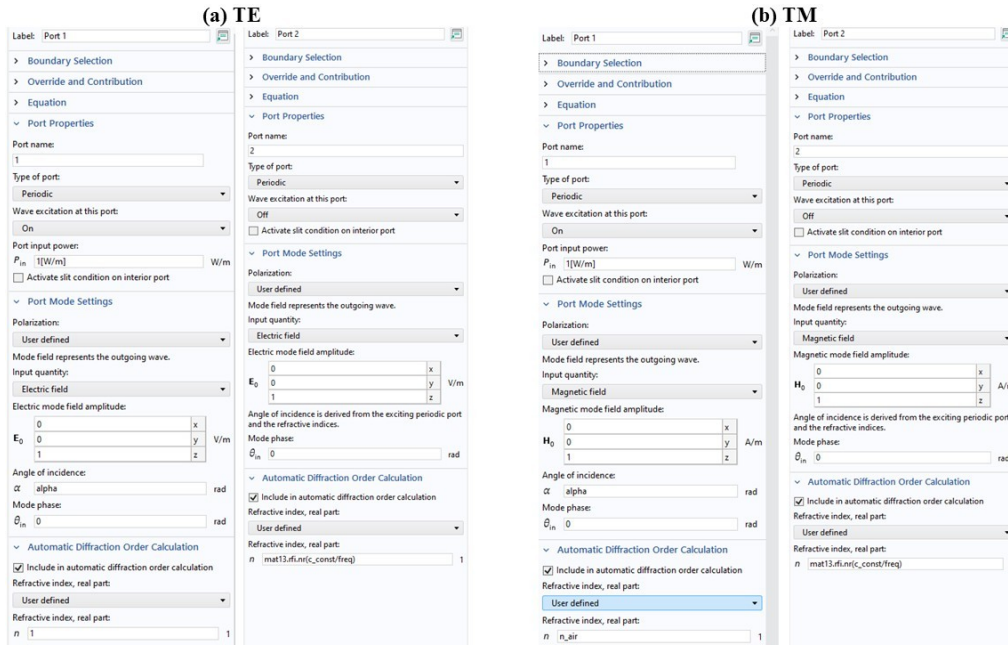 (a) TE
Label: Port 1
> Boundary Selection
> Override and Contribution
> Equation
Port Properties
Port name:
1
Type of port:
Periodic
Wave excitation at this port:
On
Port input power:
Pin 1[W/m] W/m
Activate slit condition on interior port
Port Mode Settings
Polarization:
User defined
Mode field represents the outgoing wave.
Input quantity:
Electric field
Electric mode field amplitude:
0 x
E0 0 y V/m
1 z
Angle of incidence:
α alpha rad
Mode phase:
θin 0 rad
Automatic Diffraction Order Calculation
Include in automatic diffraction order calculation
Refractive index, real part:
User defined
Refractive index, real part:
n 1 1
Label: Port 2
> Boundary Selection
> Override and Contribution
> Equation
Port Properties
Port name:
2
Type of port:
Periodic
Wave excitation at this port:
Off
Activate slit condition on interior port
Port Mode Settings
Polarization:
User defined
Mode field represents the outgoing wave.
Input quantity:
Electric field
Electric mode field amplitude:
0 x
E0 0 y V/m
1 z
Angle of incidence is derived from the exciting periodic port
and the refractive indices.
Mode phase:
θin 0 rad
Automatic Diffraction Order Calculation
Include in automatic diffraction order calculation
Refractive index, real part:
User defined
Refractive index, real part:
n mat13.rfi.nr(c_const/freq) 1
(b) TM
Label: Port 1
> Boundary Selection
> Override and Contribution
> Equation
Port Properties
Port name:
1
Type of port:
Periodic
Wave excitation at this port:
On
Port input power:
Pin 1[W/m] W/m
Activate slit condition on interior port
Port Mode Settings
Polarization:
User defined
Mode field represents the outgoing wave.
Input quantity:
Magnetic field
Magnetic mode field amplitude:
0 x
H0 0 y A/m
1 z
Angle of incidence:
α alpha rad
Mode phase:
θin 0 rad
Automatic Diffraction Order Calculation
Include in automatic diffraction order calculation
Refractive index, real part:
User defined
Refractive index, real part:
n n_air 1
Label: Port 2
> Boundary Selection
> Override and Contribution
> Equation
Port Properties
Port name:
2
Type of port:
Periodic
Wave excitation at this port:
Off
Activate slit condition on interior port
Port Mode Settings
Polarization:
User defined
Mode field represents the outgoing wave.
Input quantity:
Magnetic field
Magnetic mode field amplitude:
0 x
H0 0 y
1 z
Angle of incidence is derived from the exciting periodic port
and the refractive indices.
Mode phase:
θin 0 rad
Automatic Diffraction Order Calculation
Include in automatic diffraction order calculation
Refractive index, real part:
User defined
Refractive index, real part:
n mat13.rfi.nr(c_const/freq)